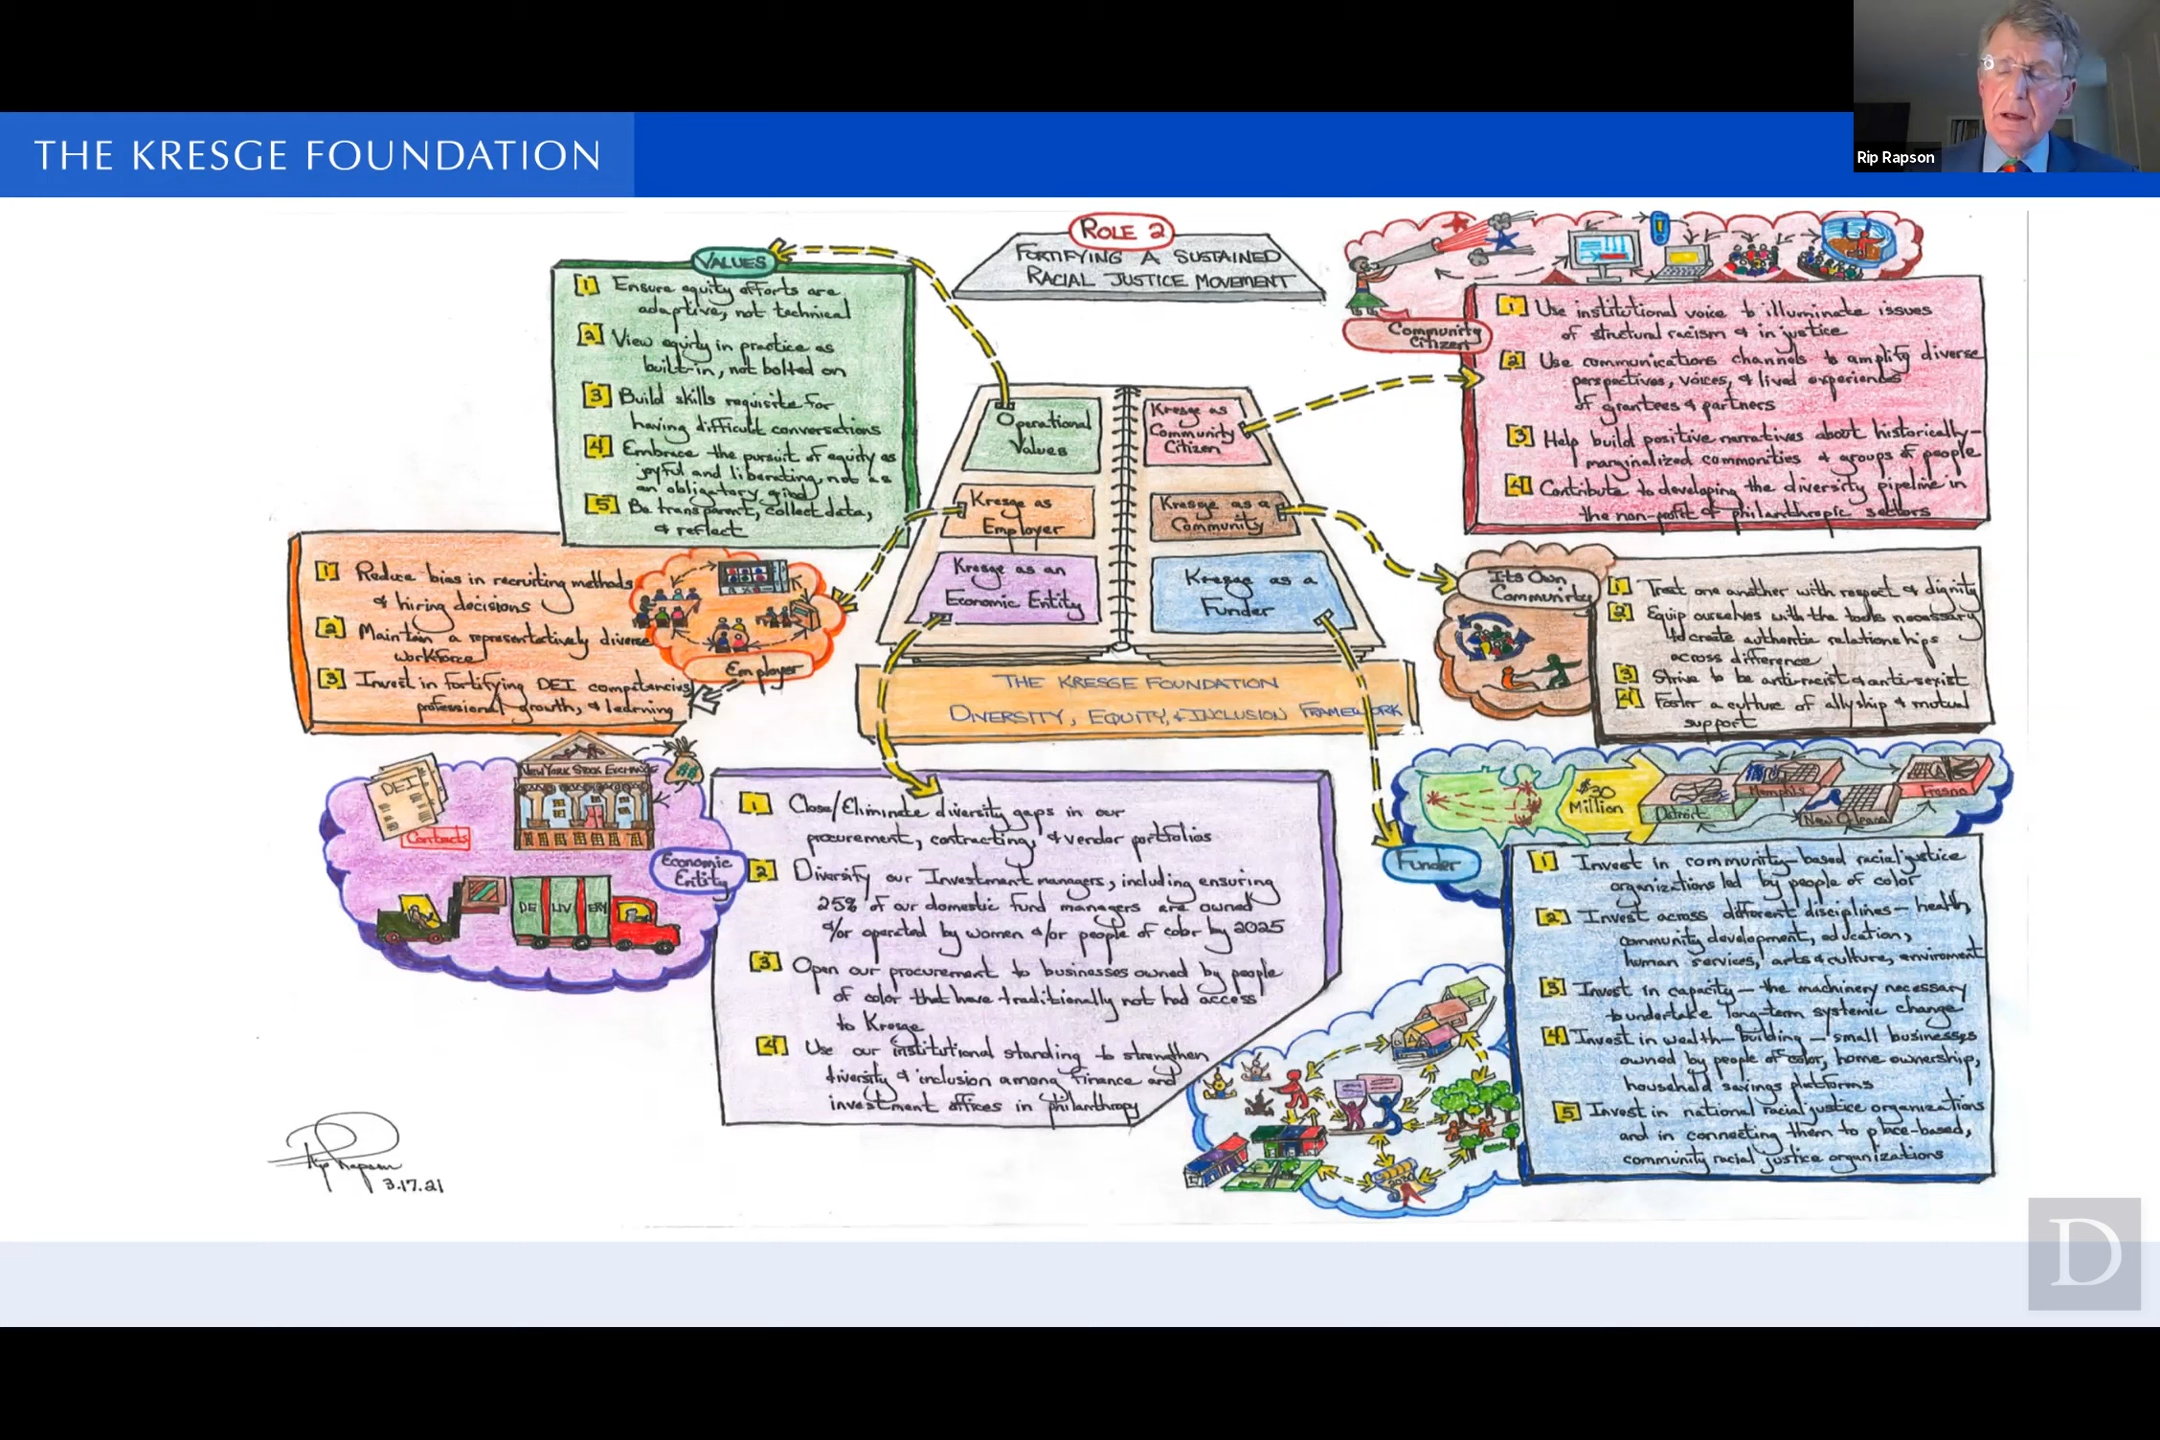 THE KRESGE FOUNDATION
Rip Rapson
ROLE 2
FORTIFYING A SUSTAINED
RACIAL JUSTICE MOVEMENT
VALUES
1 Ensure equity efforts are
adaptive, not technical
2 View equity in practice as
built-in, not bolted on
3 Build skills requisite for
having difficult conversations
4 Embrace the pursuit of equity as
joyful and liberating, not as
an obligatory
5 Be transparent, collect data,
& reflect
Operational
Values
Kresge as
Community
Citizen
Kresge as
Employer
Kresge as a
Community
Kresge as an
Economic Entity
Kresge as a
Funder
THE KRESGE FOUNDATION
DIVERSITY, EQUITY, & INCLUSION FRAMEWORK
Community
Citizen
1 Use institutional voice to illuminate issues
of structural racism & injustice
2 Use communications channels to amplify diverse
perspectives, voices, & lived experiences
of grantees & partners
3 Help build positive narratives about historically-
marginalized commonities & groups of people
4 Contribute to developing the diversity pipeline in
the non-profit & philanthropic sectors
1 Reduce bias in recruiting methods
& hiring decisions
2 Maintain a representatively diverse
workforce
3 Invest in fortifying DEI competencies,
professional growth, & learning
Employer
Its Own
Community
1 Treat one another with respect & dignity
2 Equip ourselves with the tools necessary
to create authentic relationships
across difference
3 Strive to be anti-racist & anti-sexist
4 Foster a culture of allyship & mutual
support
DEI
Contracts
NEW YORK STOCK EXCHANGE
Economic
Entity
DE LIV ERY
1 Close/Eliminate diversity gaps in our
procurement, contracting, & vendor portfolios
2 Diversify our Investment managers, including ensuring
25% of our domestic fund managers are owned
&/or operated by women &/or people of color by 2025
3 Open our procurement to businesses owned by people
of color that have traditionally not had access
to Kresge
4 Use our institutional standing to strengthen
diversity & inclusion among finance and
investment offices in philanthropy
$30
Million
Detroit
Memphis
New Orleans
Fresno
Funder
1 Invest in community-based racial justice
organizations led by people of color
2 Invest across different disciplines - health,
community development, education,
human services, arts & culture, enviroment
3 Invest in capacity - the machinery necessary
to undertake long-term systemic change
4 Invest in wealth-building - small businesses
owned by people of color, home ownership,
household savings platforms
5 Invest in national racial justice organizations
and in connecting them to place-based,
community racial justice organizations
Rip Rapson
3.17.21
D